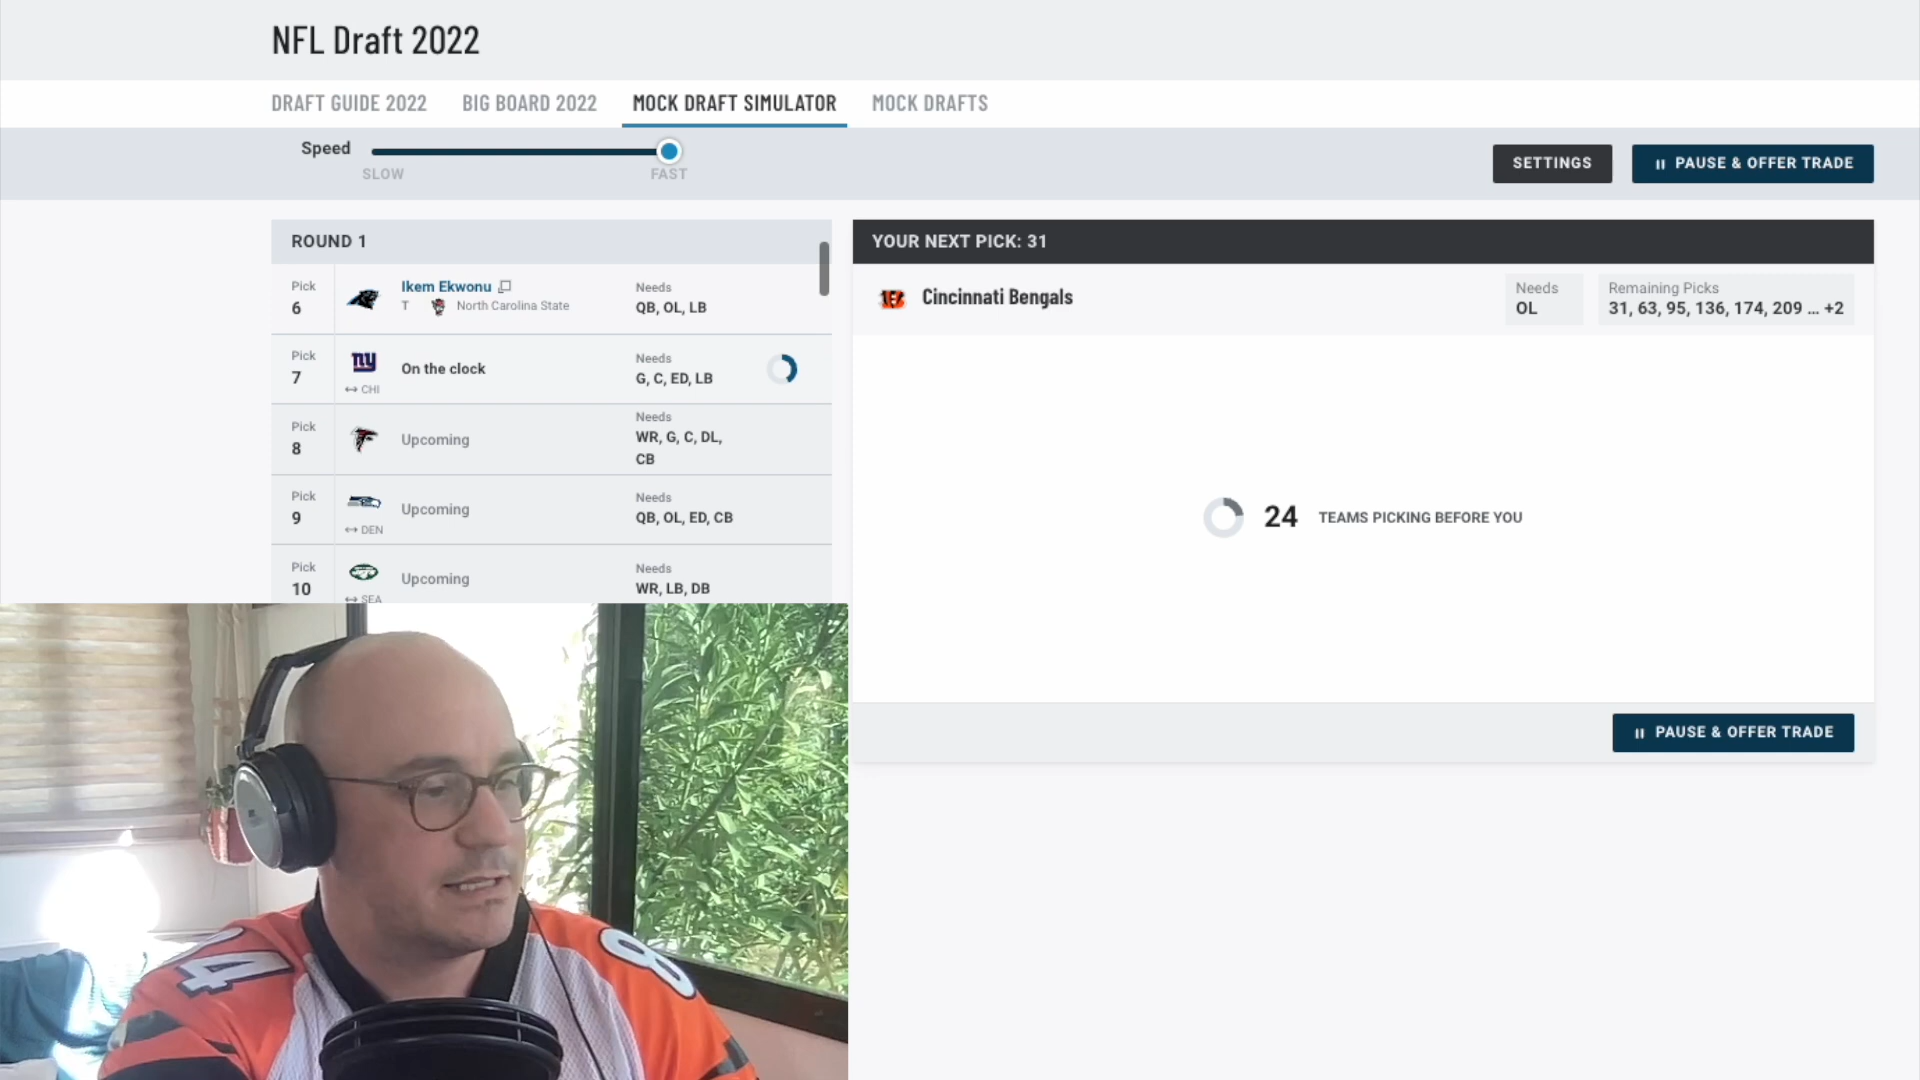 NFL Draft 2022
DRAFT GUIDE 2022
BIG BOARD 2022
MOCK DRAFT SIMULATOR
MOCK DRAFTS
Speed
SLOW
FAST
SETTINGS
PAUSE & OFFER TRADE
ROUND 1
Pick
6
Ikem Ekwonu
T North Carolina State
Needs
QB, OL, LB
Pick
7
ny
↔ CHI
On the clock
Needs
G, C, ED, LB
Pick
8
Upcoming
Needs
WR, G, C, DL,
CB
Pick
9
↔ DEN
Upcoming
Needs
QB, OL, ED, CB
Pick
10
↔ SEA
Upcoming
Needs
WR, LB, DB
YOUR NEXT PICK: 31
Cincinnati Bengals
Needs
OL
Remaining Picks
31, 63, 95, 136, 174, 209 ... +2
24 TEAMS PICKING BEFORE YOU
PAUSE & OFFER TRADE
84
8